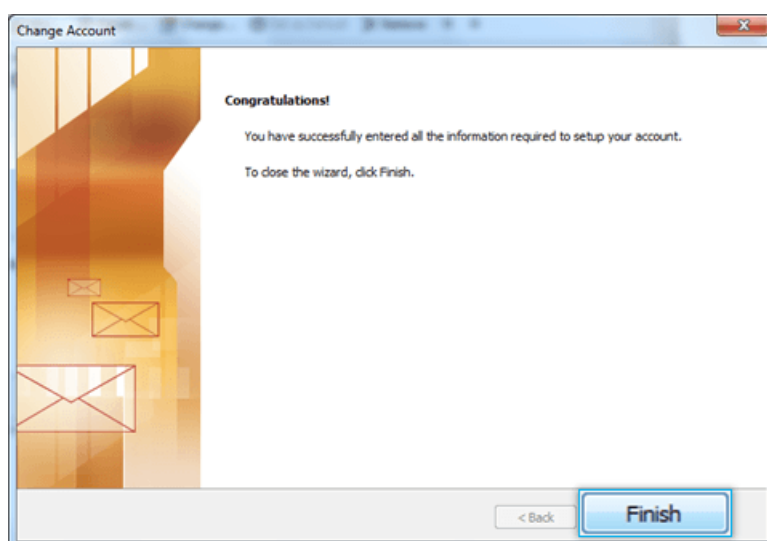 Change Account
Congratulations!
You have successfully entered all the information required to setup your account.
To close the wizard, click Finish.
< Back
Finish